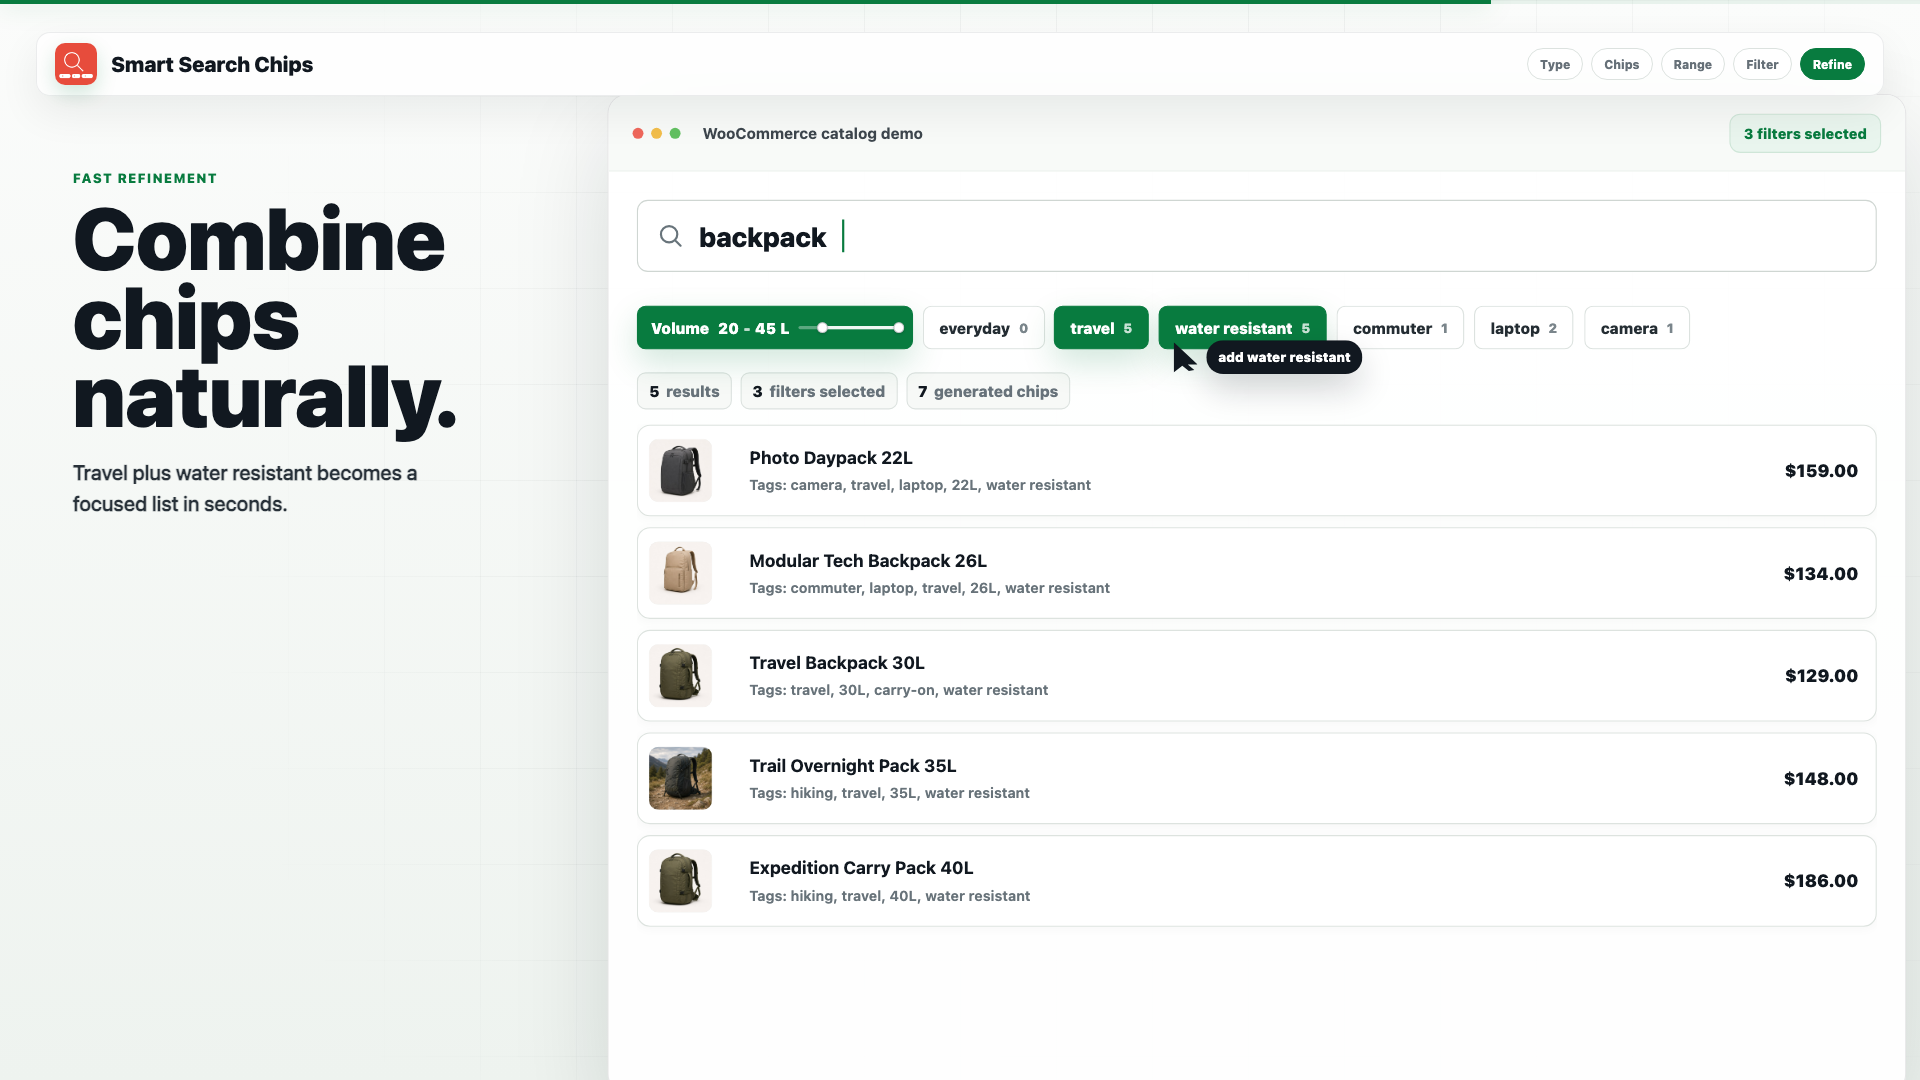 Smart Search Chips
Type
Chips
Range
Filter
Refine
FAST REFINEMENT
Combine
chips
naturally.
Travel plus water resistant becomes a
focused list in seconds.
WooCommerce catalog demo
3 filters selected
backpack
Volume 20 - 45 L
everyday 0
travel 5
water resistant 5
commuter 1
laptop 2
camera 1
add water resistant
5 results
3 filters selected
7 generated chips
Photo Daypack 22L
Tags: camera, travel, laptop, 22L, water resistant
$159.00
Modular Tech Backpack 26L
Tags: commuter, laptop, travel, 26L, water resistant
$134.00
Travel Backpack 30L
Tags: travel, 30L, carry-on, water resistant
$129.00
Trail Overnight Pack 35L
Tags: hiking, travel, 35L, water resistant
$148.00
Expedition Carry Pack 40L
Tags: hiking, travel, 40L, water resistant
$186.00